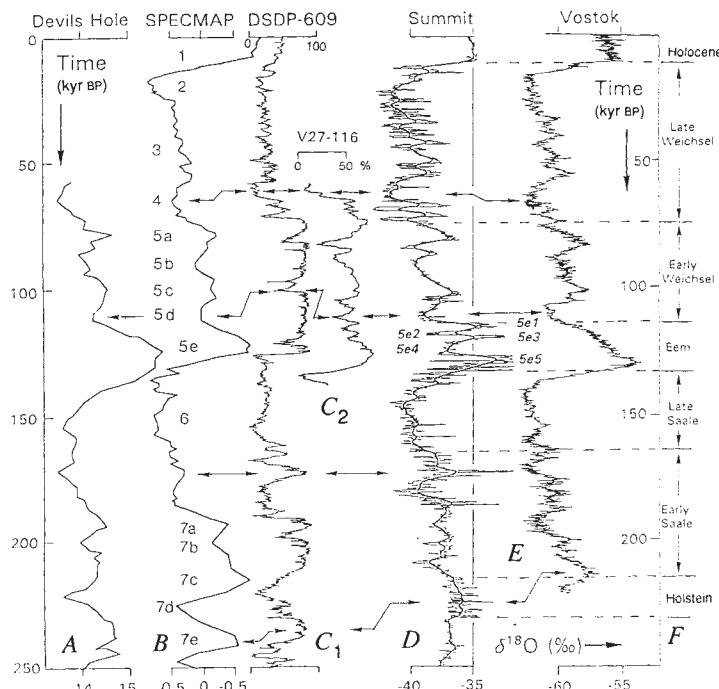 Devils Hole SPECMAP DSDP-609 Summit Vostok
0 0 100
Time
(kyr BP)
50
100
150
200
250
1
2
3
4
5a
5b
5c
5d
5e
6
7a
7b
7c
7d
7e
V27-116
0 50 %
5e1
5e2
5e3
5e4
5e5
Time
(kyr BP)
50
100
150
200
Holocene
Late
Weichsel
Early
Weichsel
Eem
Late
Saale
Early
Saale
Holstein
A B C1 C2 D E F
δ18O (‰)
14 15 0.5 0 -0.5 -40 -35 -60 -55